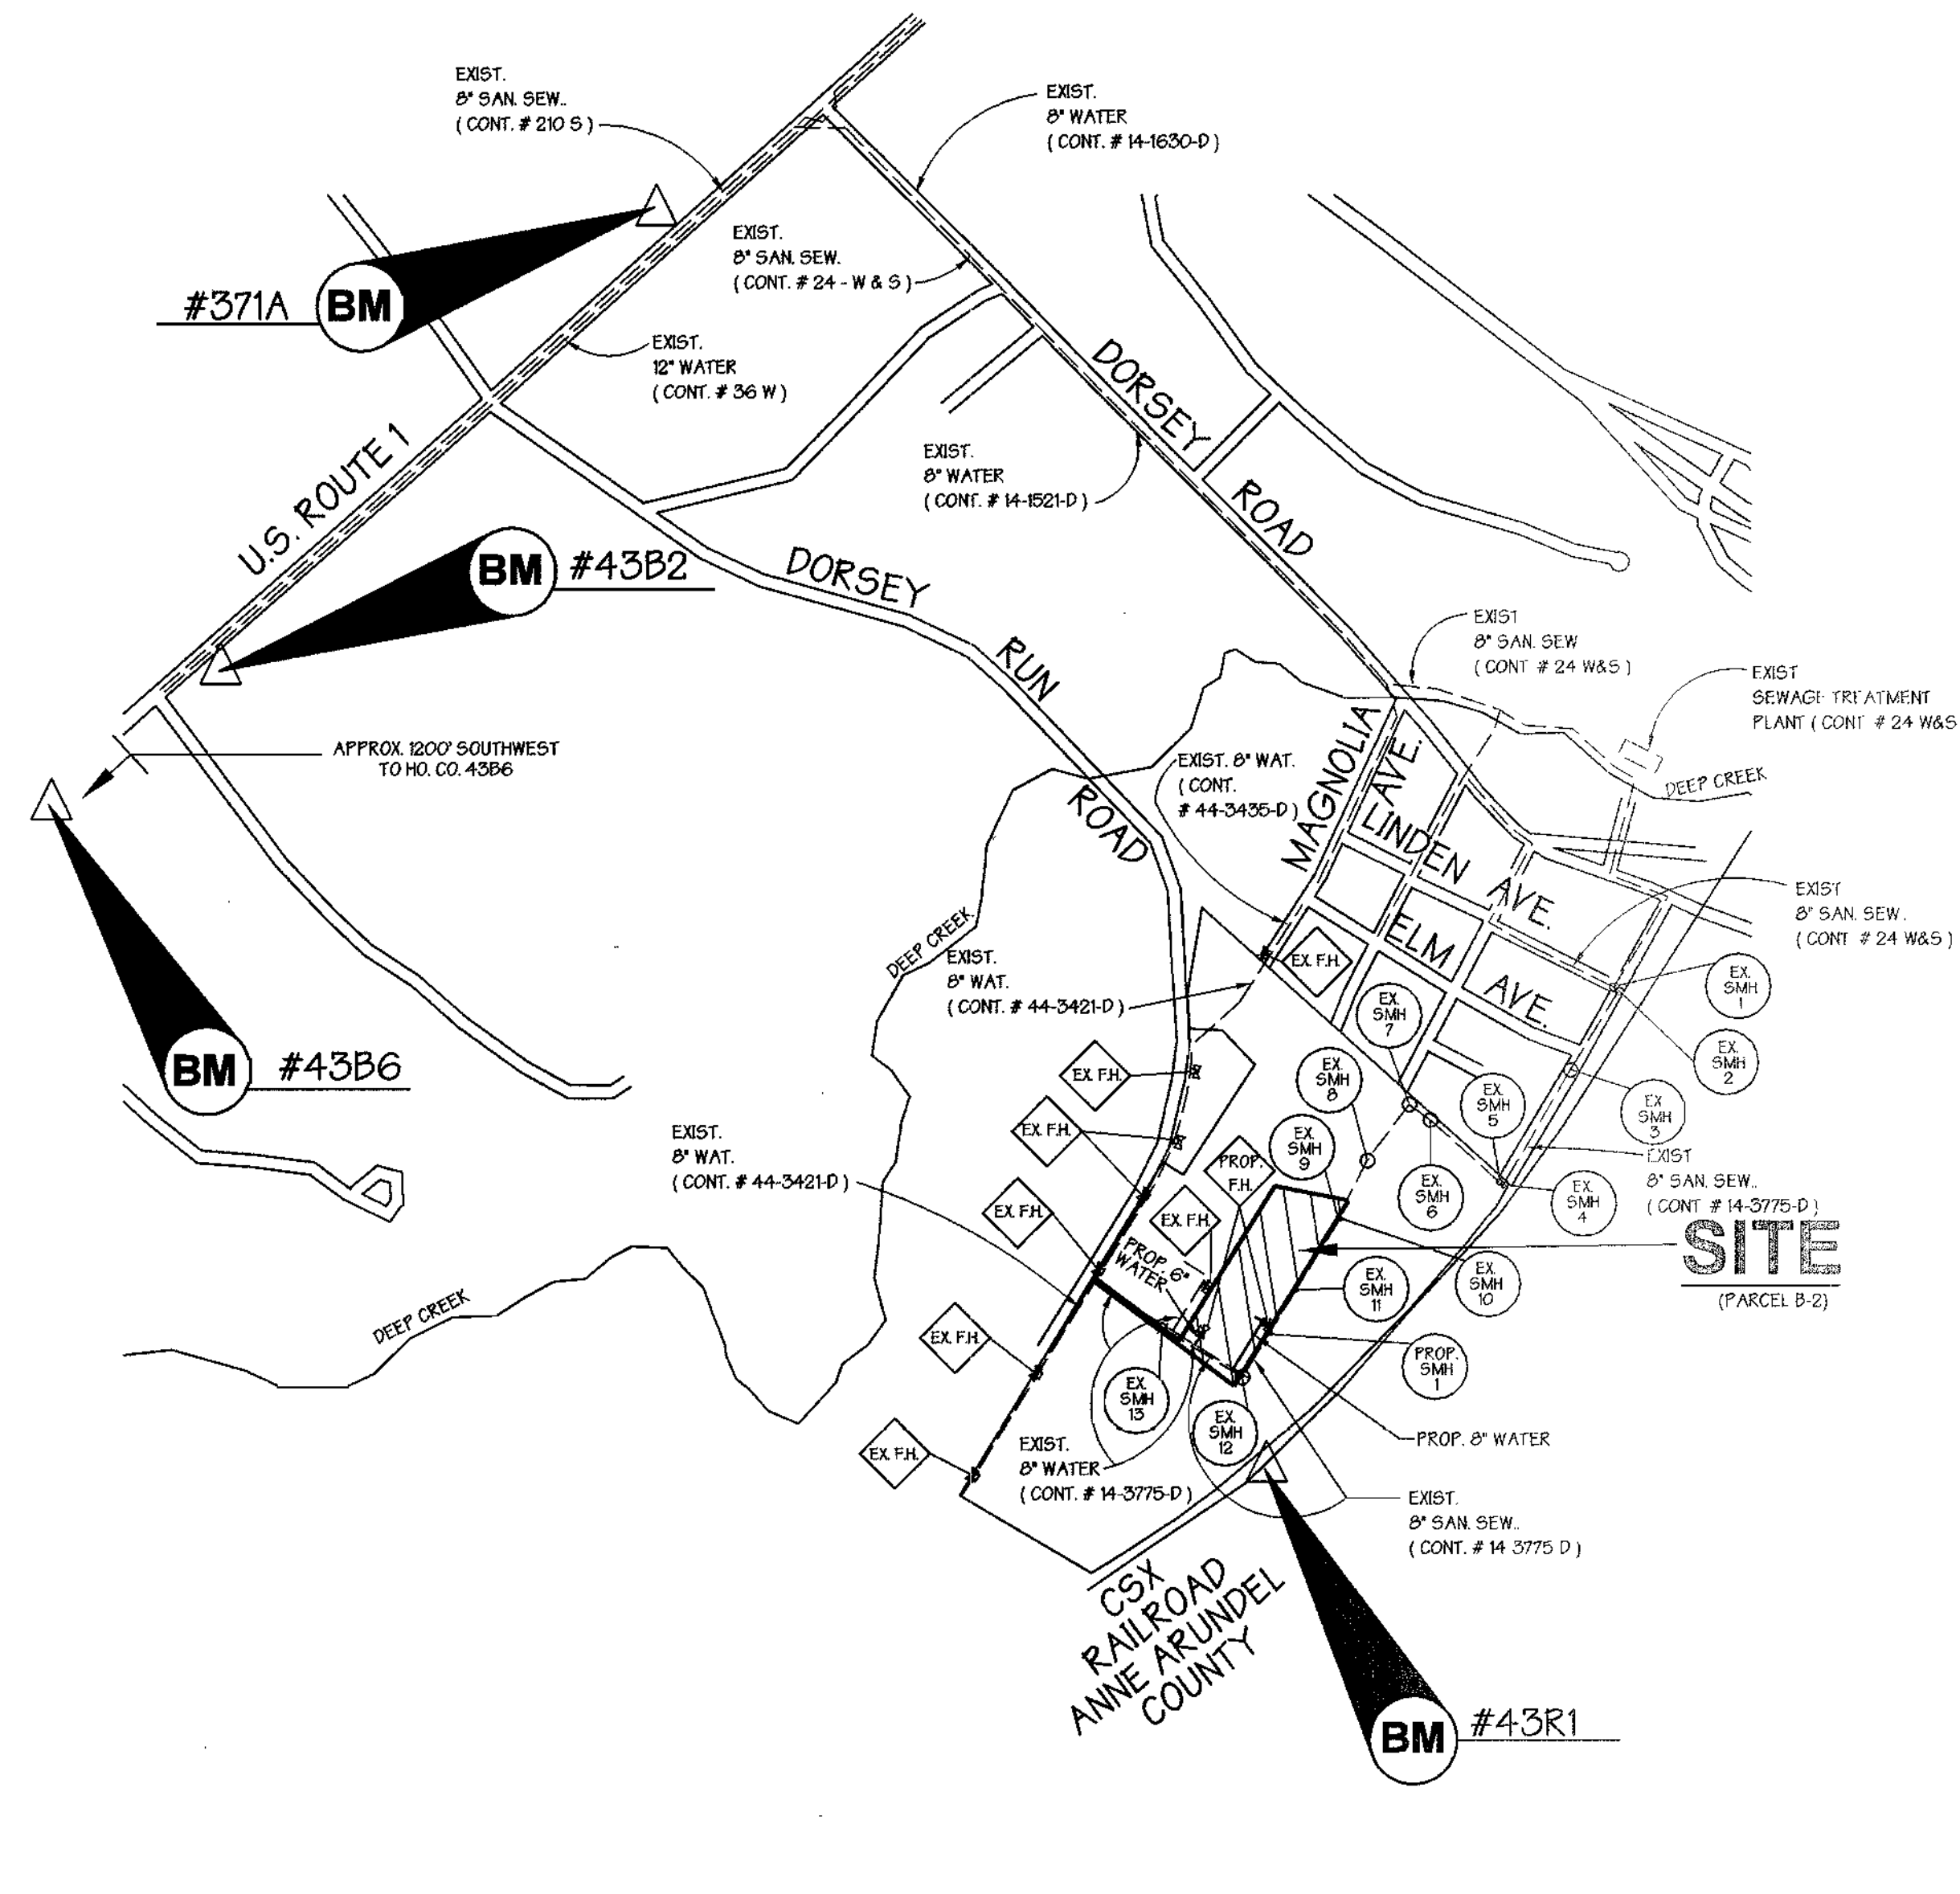 EXIST.
8" SAN. SEW..
( CONT. # 210 S )
EXIST.
8" WATER
( CONT. # 14-1630-D )
EXIST.
8" SAN. SEW.
( CONT. # 24 - W & S )
#371A
BM
EXIST.
12" WATER
( CONT. # 36 W )
DORSEY
ROAD
U.S. ROUTE 1
EXIST.
8" WATER
( CONT. # 14-1521-D )
BM
#43B2
DORSEY
RUN
ROAD
EXIST
8" SAN. SEW
( CONT # 24 W&S )
EXIST
SEWAGE TREATMENT
PLANT ( CONT # 24 W&S
APPROX. 1200' SOUTHWEST
TO HO. CO. 43B6
EXIST. 8" WAT.
( CONT.
# 44-3435-D )
MAGNOLIA
AVE.
DEEP CREEK
LINDEN AVE.
ELM AVE.
EXIST
8" SAN. SEW.
( CONT # 24 W&S )
DEEP CREEK
EXIST.
8" WAT.
( CONT. # 44-3421-D )
EX. F.H.
EX.
SMH
1
EX.
SMH
7
EX.
SMH
2
BM
#43B6
EX. F.H.
EX.
SMH
8
EX.
SMH
5
EX
SMH
3
EX. F.H.
EX.
SMH
9
EXIST.
8" WAT.
( CONT. # 44-3421-D )
PROP.
F.H.
EXIST
8" SAN. SEW..
( CONT # 14-3775-D )
EX.
SMH
6
EX.
SMH
4
EX. F.H.
EX. F.H.
SITE
(PARCEL B-2)
PROP. 6"
WATER
EX.
SMH
11
EX.
SMH
10
DEEP CREEK
EX. F.H.
PROP.
SMH
1
EX.
SMH
13
EX.
SMH
12
EX. F.H.
PROP. 8" WATER
EXIST.
8" WATER
( CONT. # 14-3775-D )
EXIST.
8" SAN. SEW..
( CONT. # 14 3775 D )
CSX
RAILROAD
ANNE ARUNDEL
COUNTY
BM
#43R1